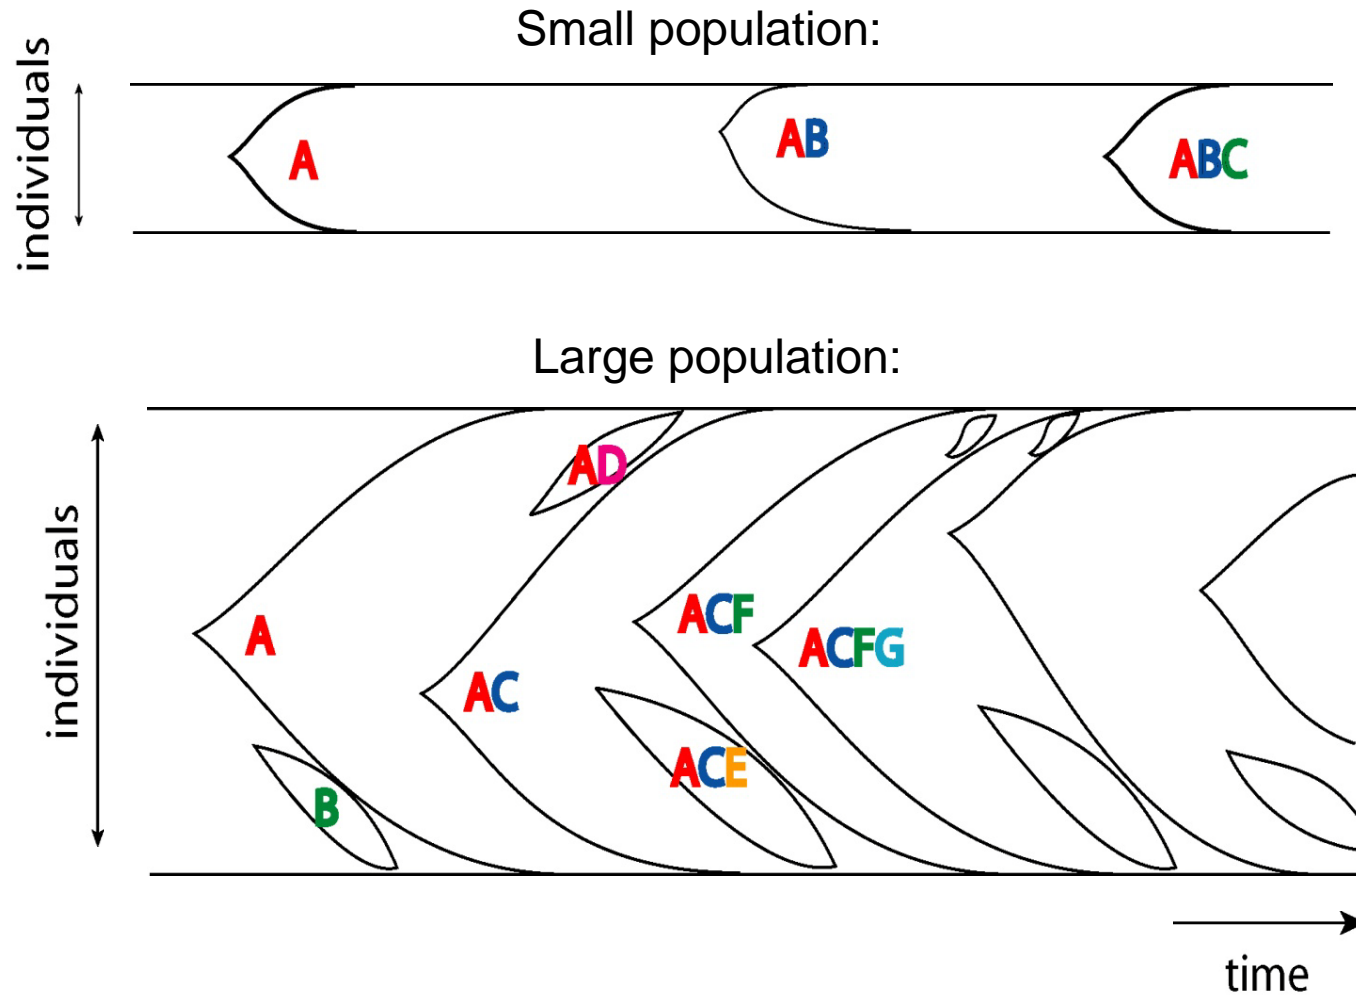 Small population:
individuals
A
AB
ABC
Large population:
individuals
A
B
AC
AD
ACE
ACF
ACFG
time